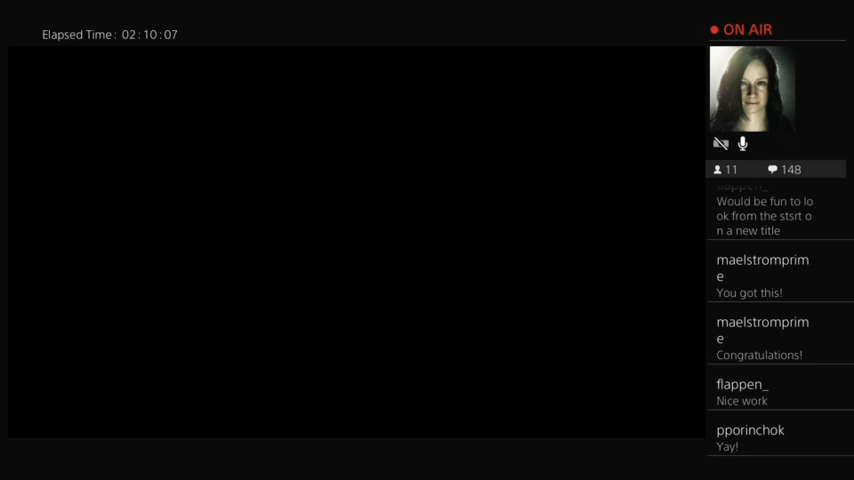 Elapsed Time: 02:10:07
ON AIR
11 148
flappen_
Would be fun to lo
ok from the stsrt o
n a new title
maelstromprim
e
You got this!
maelstromprim
e
Congratulations!
flappen_
Nice work
pporinchok
Yay!